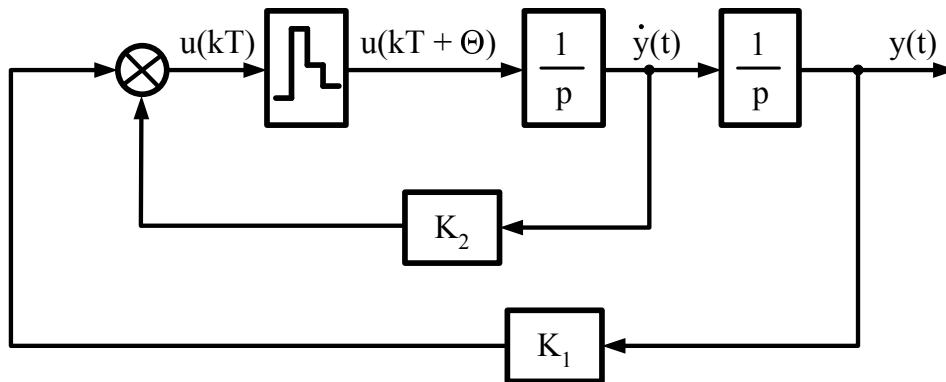 u(kT)
u(kT + Θ)
1
p
ẏ(t)
1
p
y(t)
K₂
K₁